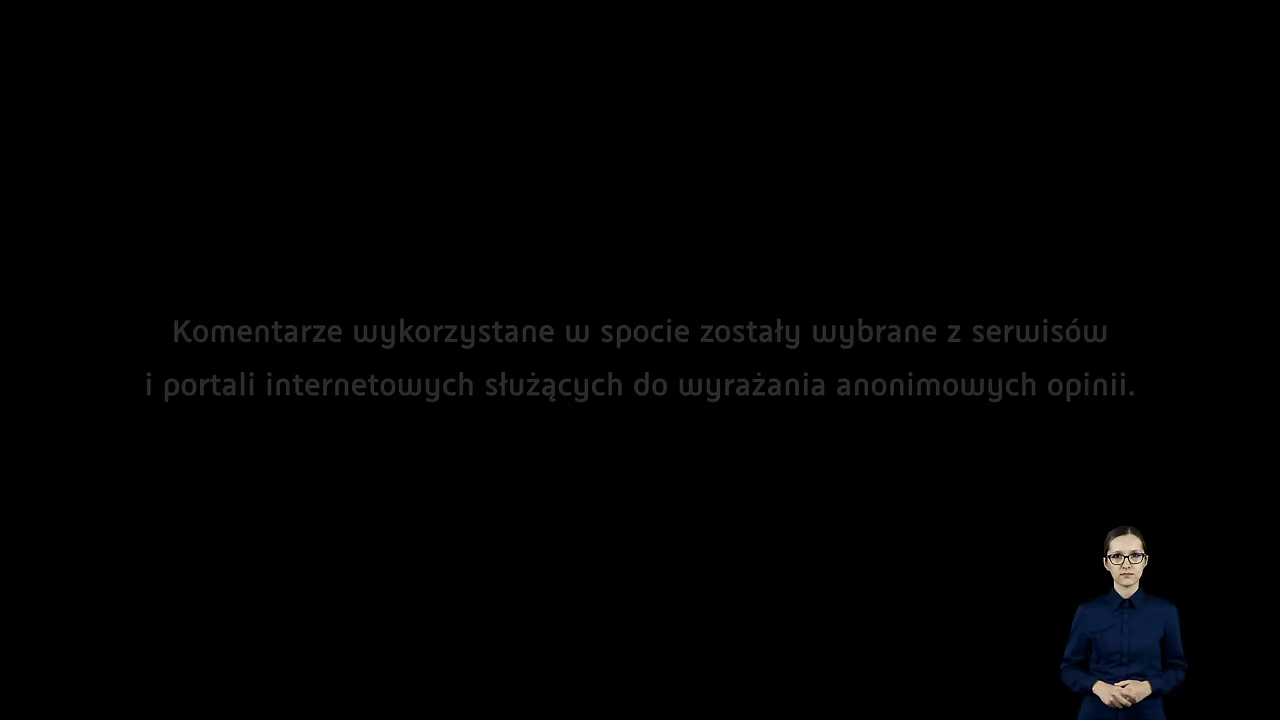 Komentarze wykorzystane w spocie zostały wybrane z serwisów
i portali internetowych służących do wyrażania anonimowych opinii.